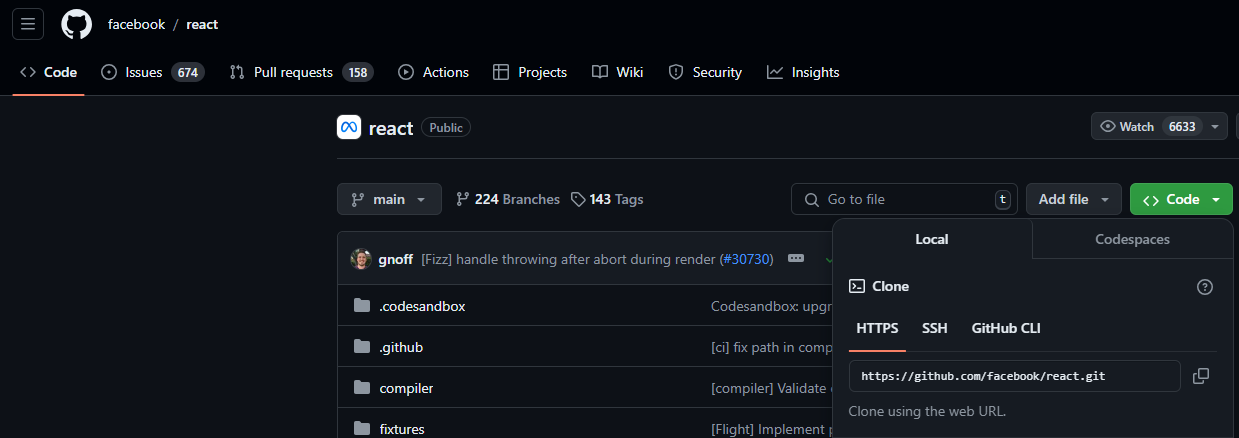 facebook / react
Code Issues 674 Pull requests 158 Actions Projects Wiki Security Insights
react Public Watch 6633
main 224 Branches 143 Tags Go to file t Add file Code
Local Codespaces
gnoff [Fizz] handle throwing after abort during render (#30730)
Clone
.codesandbox Codesandbox: upgr
HTTPS SSH GitHub CLI
.github [ci] fix path in comp
https://github.com/facebook/react.git
compiler [compiler] Validate
Clone using the web URL.
fixtures [Flight] Implement